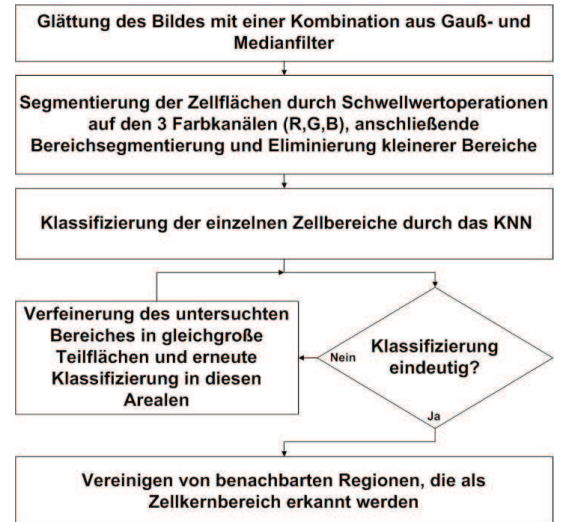 Glättung des Bildes mit einer Kombination aus Gauß- und
Medianfilter
Segmentierung der Zellflächen durch Schwellwertoperationen
auf den 3 Farbkanälen (R,G,B), anschließende
Bereichsegmentierung und Eliminierung kleinerer Bereiche
Klassifizierung der einzelnen Zellbereiche durch das KNN
Verfeinerung des untersuchten
Bereiches in gleichgroße
Teilflächen und erneute
Klassifizierung in diesen
Arealen
Nein
Klassifizierung
eindeutig?
Ja
Vereinigen von benachbarten Regionen, die als
Zellkernbereich erkannt werden